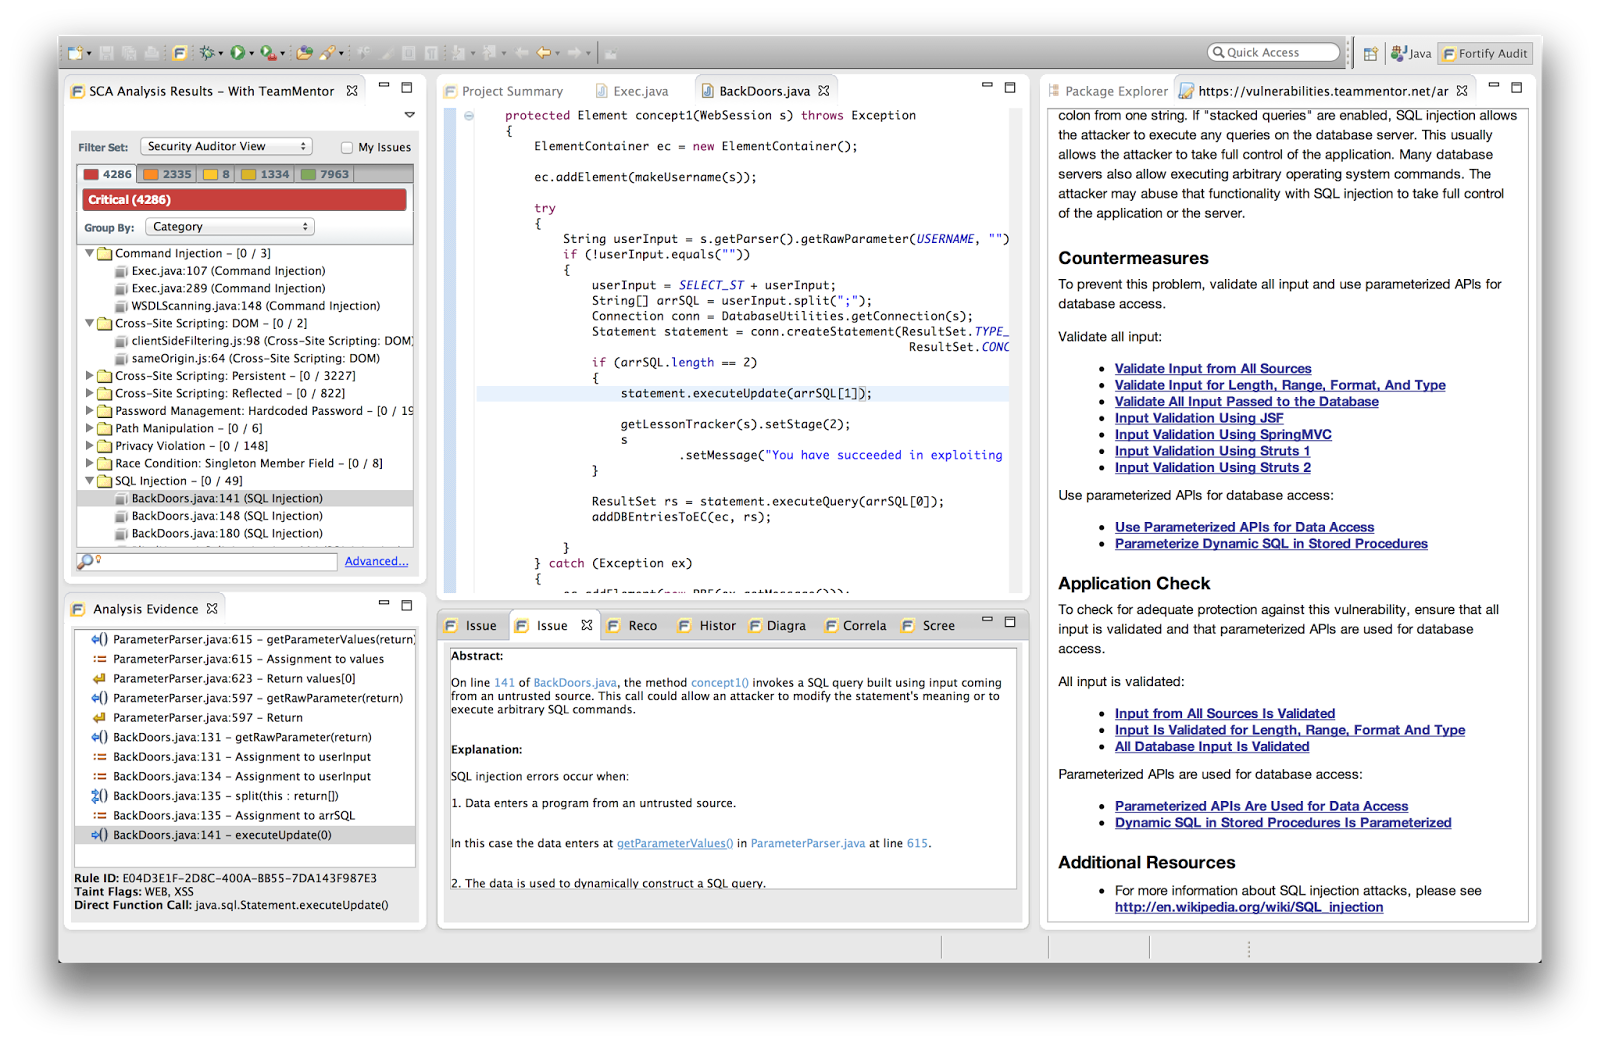 Quick Access
Java
Fortify Audit
SCA Analysis Results – With TeamMentor
Filter Set:
Security Auditor View
My Issues
4286
2335
8
1334
7963
Critical (4286)
Group By:
Category
Command Injection – [0 / 3]
Exec.java:107 (Command Injection)
Exec.java:289 (Command Injection)
WSDLScanning.java:148 (Command Injection)
Cross-Site Scripting: DOM – [0 / 2]
clientSideFiltering.js:98 (Cross-Site Scripting: DOM)
sameOrigin.js:64 (Cross-Site Scripting: DOM)
Cross-Site Scripting: Persistent – [0 / 3227]
Cross-Site Scripting: Reflected – [0 / 822]
Password Management: Hardcoded Password – [0 / 19
Path Manipulation – [0 / 6]
Privacy Violation – [0 / 148]
Race Condition: Singleton Member Field – [0 / 8]
SQL Injection – [0 / 49]
BackDoors.java:141 (SQL Injection)
BackDoors.java:148 (SQL Injection)
BackDoors.java:180 (SQL Injection)
Advanced...
Analysis Evidence
ParameterParser.java:615 – getParameterValues(return)
ParameterParser.java:615 – Assignment to values
ParameterParser.java:623 – Return values[0]
ParameterParser.java:597 – getRawParameter(return)
ParameterParser.java:597 – Return
BackDoors.java:131 – getRawParameter(return)
BackDoors.java:131 – Assignment to userInput
BackDoors.java:134 – Assignment to userInput
BackDoors.java:135 – split(this : return[])
BackDoors.java:135 – Assignment to arrSQL
BackDoors.java:141 – executeUpdate(0)
Rule ID: E04D3E1F-2D8C-400A-BB55-7DA143F987E3
Taint Flags: WEB, XSS
Direct Function Call: java.sql.Statement.executeUpdate()
Project Summary
Exec.java
BackDoors.java
protected Element concept1(WebSession s) throws Exception
{
ElementContainer ec = new ElementContainer();
ec.addElement(makeUsername(s));
try
{
String userInput = s.getParser().getRawParameter(USERNAME, "")
if (!userInput.equals(""))
{
userInput = SELECT_ST + userInput;
String[] arrSQL = userInput.split(";");
Connection conn = DatabaseUtilities.getConnection(s);
Statement statement = conn.createStatement(ResultSet.TYPE_
ResultSet.CONC
if (arrSQL.length == 2)
{
statement.executeUpdate(arrSQL[1]);
getLessonTracker(s).setStage(2);
s
.setMessage("You have succeeded in exploiting
}
ResultSet rs = statement.executeQuery(arrSQL[0]);
addDBEntriesToEC(ec, rs);
}
} catch (Exception ex)
{
ec.addElement(new PRE(ex.getMessage()));
Issue
Issue
Reco
Histor
Diagra
Correla
Scree
Abstract:
On line 141 of BackDoors.java, the method concept1() invokes a SQL query built using input coming
from an untrusted source. This call could allow an attacker to modify the statement's meaning or to
execute arbitrary SQL commands.
Explanation:
SQL injection errors occur when:
1. Data enters a program from an untrusted source.
In this case the data enters at getParameterValues() in ParameterParser.java at line 615.
2. The data is used to dynamically construct a SQL query.
Package Explorer
https://vulnerabilities.teammentor.net/ar
colon from one string. If "stacked queries" are enabled, SQL injection allows
the attacker to execute any queries on the database server. This usually
allows the attacker to take full control of the application. Many database
servers also allow executing arbitrary operating system commands. The
attacker may abuse that functionality with SQL injection to take full control
of the application or the server.
Countermeasures
To prevent this problem, validate all input and use parameterized APIs for
database access.
Validate all input:
• Validate Input from All Sources
• Validate Input for Length, Range, Format, And Type
• Validate All Input Passed to the Database
• Input Validation Using JSF
• Input Validation Using SpringMVC
• Input Validation Using Struts 1
• Input Validation Using Struts 2
Use parameterized APIs for database access:
• Use Parameterized APIs for Data Access
• Parameterize Dynamic SQL in Stored Procedures
Application Check
To check for adequate protection against this vulnerability, ensure that all
input is validated and that parameterized APIs are used for database
access.
All input is validated:
• Input from All Sources Is Validated
• Input Is Validated for Length, Range, Format And Type
• All Database Input Is Validated
Parameterized APIs are used for database access:
• Parameterized APIs Are Used for Data Access
• Dynamic SQL in Stored Procedures Is Parameterized
Additional Resources
• For more information about SQL injection attacks, please see
http://en.wikipedia.org/wiki/SQL_injection